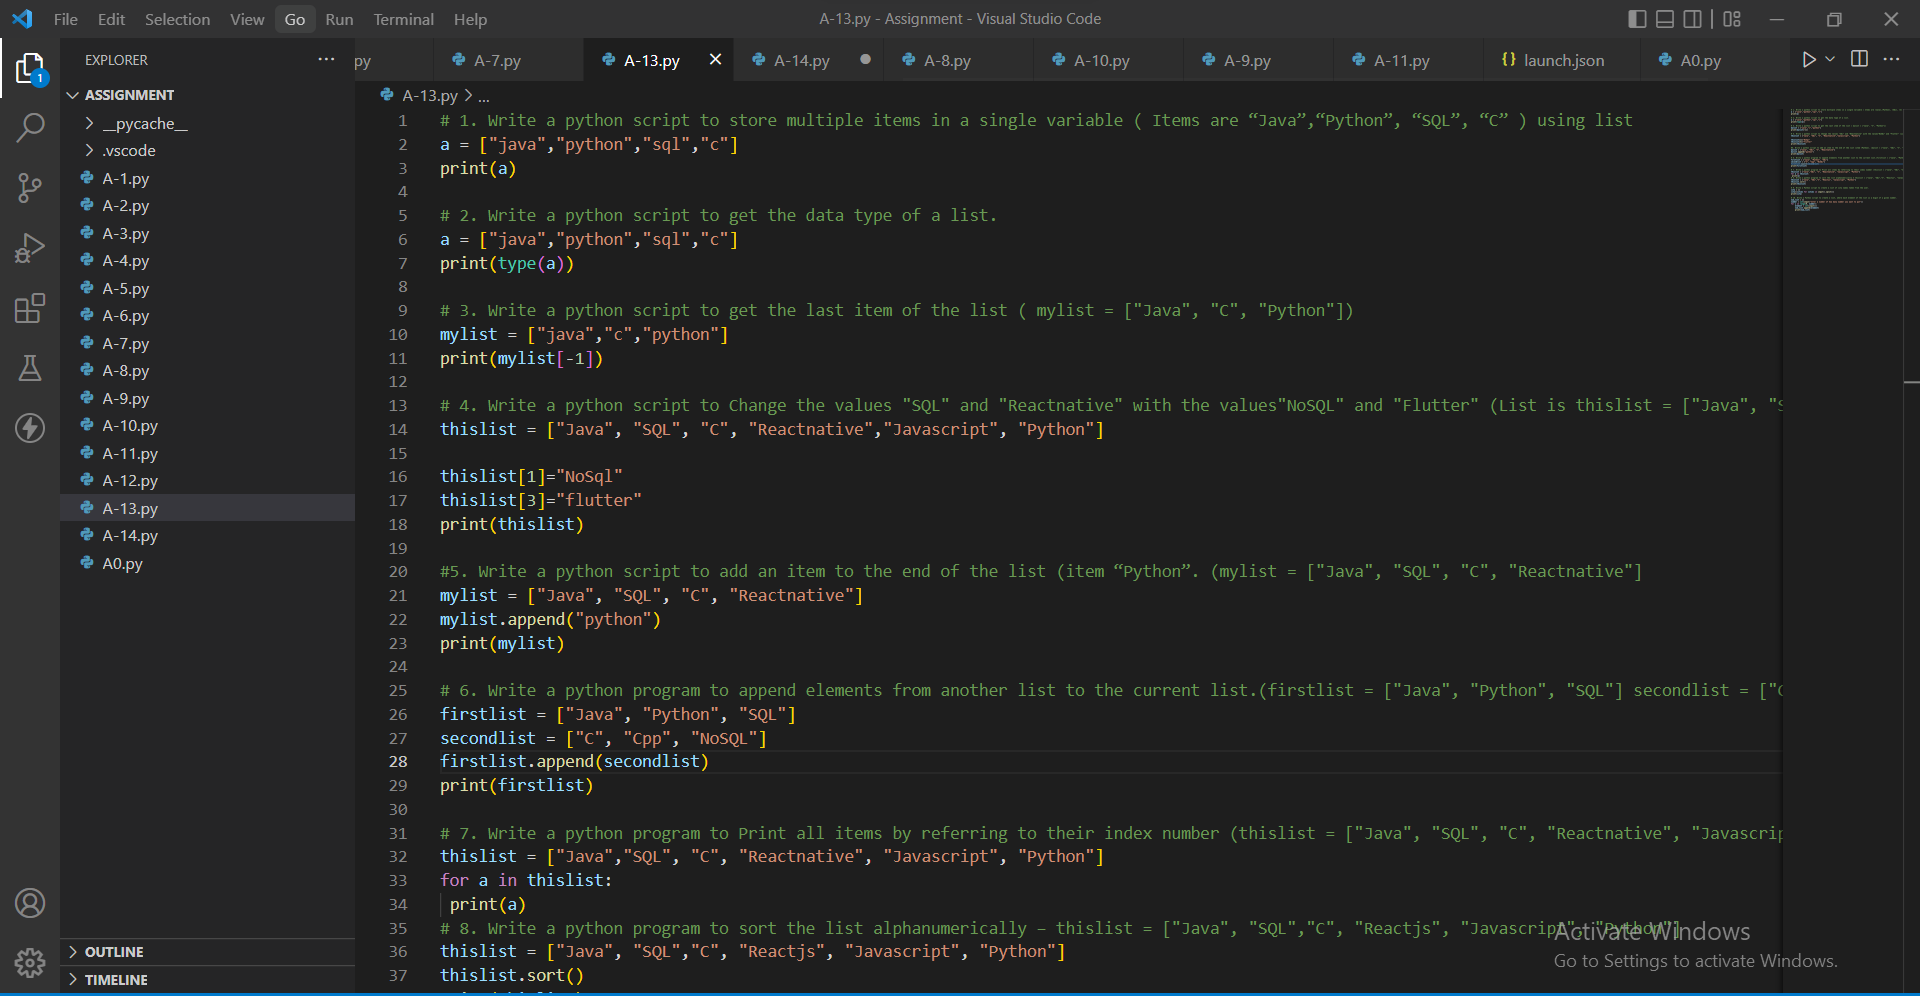 File Edit Selection View Go Run Terminal Help
A-13.py - Assignment - Visual Studio Code
EXPLORER
py A-7.py A-13.py A-14.py A-8.py A-10.py A-9.py A-11.py {} launch.json A0.py
1
ASSIGNMENT
__pycache__
.vscode
A-1.py
A-2.py
A-3.py
A-4.py
A-5.py
A-6.py
A-7.py
A-8.py
A-9.py
A-10.py
A-11.py
A-12.py
A-13.py
A-14.py
A0.py
OUTLINE
TIMELINE
A-13.py > ...
1 # 1. Write a python script to store multiple items in a single variable ( Items are “Java”,“Python”, “SQL”, “C” ) using list
2 a = ["java","python","sql","c"]
3 print(a)
4
5 # 2. Write a python script to get the data type of a list.
6 a = ["java","python","sql","c"]
7 print(type(a))
8
9 # 3. Write a python script to get the last item of the list ( mylist = ["Java", "C", "Python"])
10 mylist = ["java","c","python"]
11 print(mylist[-1])
12
13 # 4. Write a python script to Change the values "SQL" and "Reactnative" with the values"NoSQL" and "Flutter" (List is thislist = ["Java", "S
14 thislist = ["Java", "SQL", "C", "Reactnative","Javascript", "Python"]
15
16 thislist[1]="NoSql"
17 thislist[3]="flutter"
18 print(thislist)
19
20 #5. Write a python script to add an item to the end of the list (item “Python”. (mylist = ["Java", "SQL", "C", "Reactnative"]
21 mylist = ["Java", "SQL", "C", "Reactnative"]
22 mylist.append("python")
23 print(mylist)
24
25 # 6. Write a python program to append elements from another list to the current list.(firstlist = ["Java", "Python", "SQL"] secondlist = ["C
26 firstlist = ["Java", "Python", "SQL"]
27 secondlist = ["C", "Cpp", "NoSQL"]
28 firstlist.append(secondlist)
29 print(firstlist)
30
31 # 7. Write a python program to Print all items by referring to their index number (thislist = ["Java", "SQL", "C", "Reactnative", "Javascrip
32 thislist = ["Java","SQL", "C", "Reactnative", "Javascript", "Python"]
33 for a in thislist:
34 print(a)
35 # 8. Write a python program to sort the list alphanumerically – thislist = ["Java", "SQL","C", "Reactjs", "Javascript", "Python"]
36 thislist = ["Java", "SQL","C", "Reactjs", "Javascript", "Python"]
37 thislist.sort()
Activate Windows
Go to Settings to activate Windows.